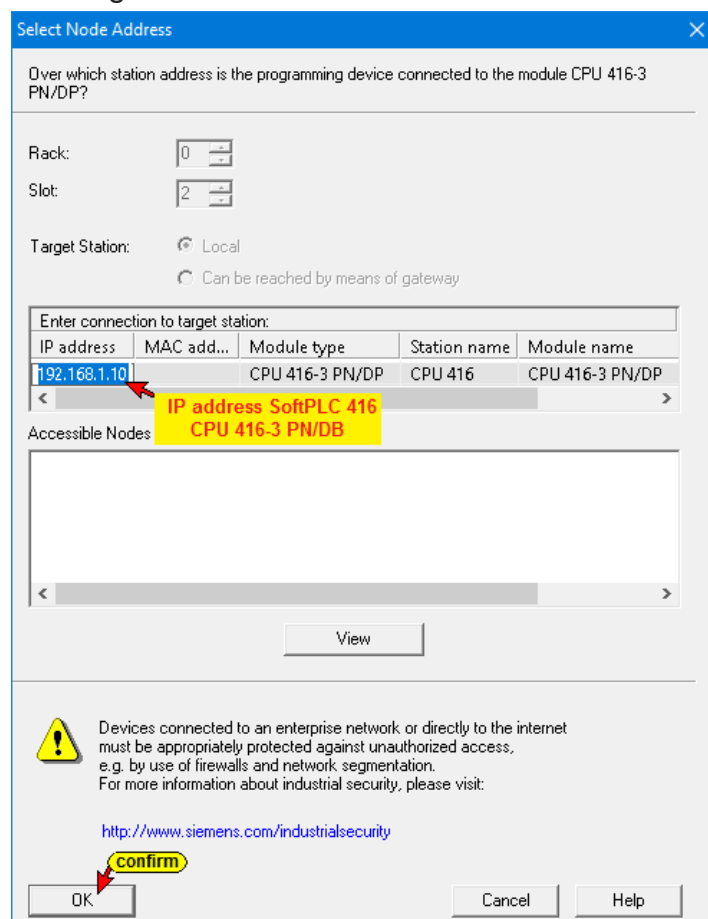 Select Node Address
Over which station address is the programming device connected to the module CPU 416-3
PN/DP?
Rack: 0
Slot: 2
Target Station: Local
Can be reached by means of gateway
Enter connection to target station:
IP address MAC add... Module type Station name Module name
192.168.1.10 CPU 416-3 PN/DP CPU 416 CPU 416-3 PN/DP
IP address SoftPLC 416
CPU 416-3 PN/DB
Accessible Nodes
View
Devices connected to an enterprise network or directly to the internet
must be appropriately protected against unauthorized access,
e.g. by use of firewalls and network segmentation.
For more information about industrial security, please visit:
http://www.siemens.com/industrialsecurity
confirm
OK Cancel Help